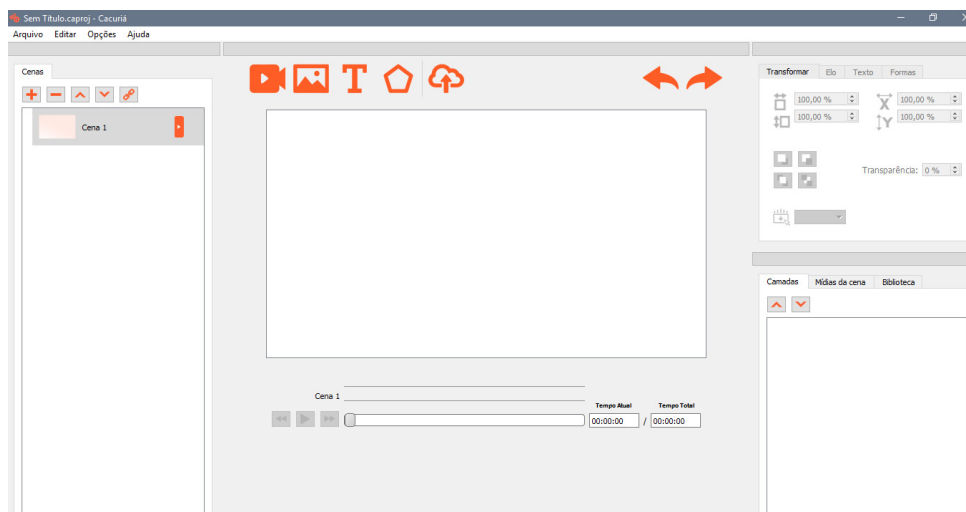 Sem Título.caproj - Cacuriá
Arquivo Editar Opções Ajuda
Cenas
Cena 1
T
Cena 1
Tempo Atual Tempo Total
00:00:00 / 00:00:00
Transformar Elo Texto Formas
100,00 % X 100,00 %
100,00 % Y 100,00 %
Transparência: 0 %
Camadas Mídias da cena Biblioteca